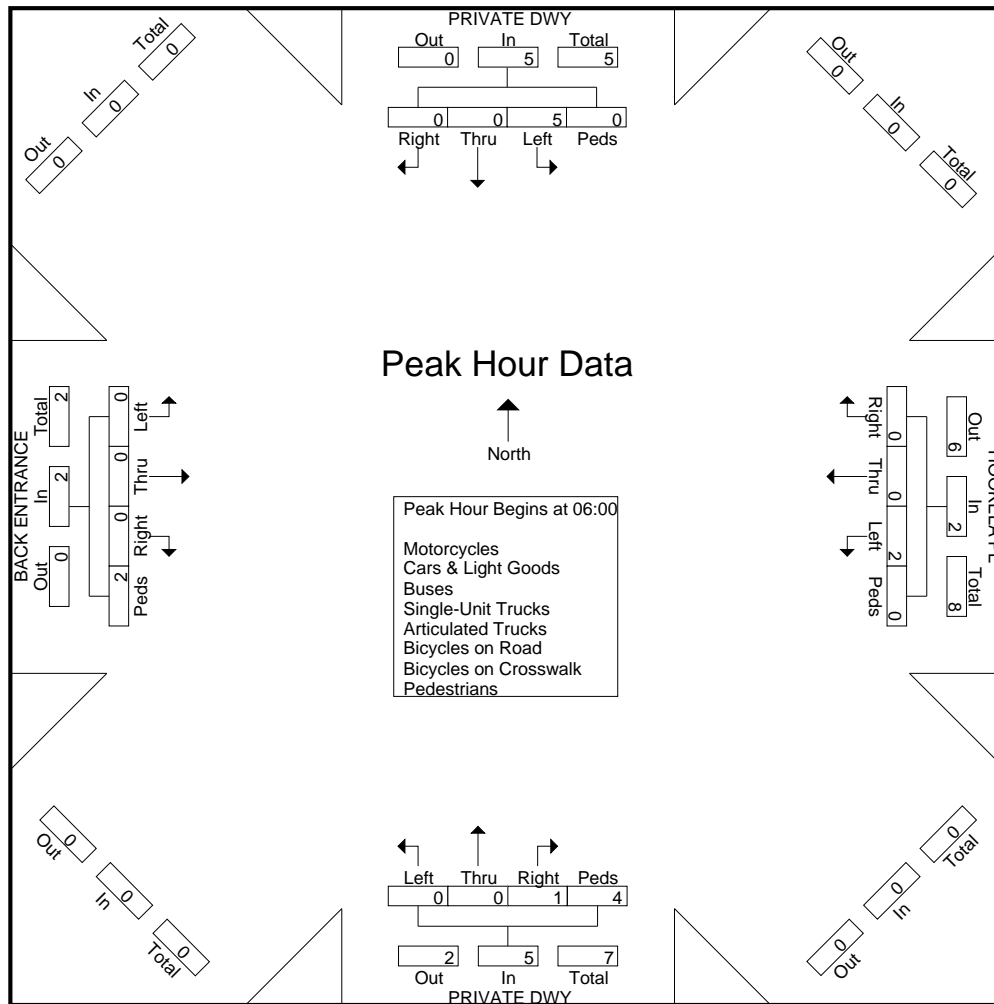 PRIVATE DWY
Out In Total
0 5 5
0 0 5 0
Right Thru Left Peds
Total
0
In
0
Out
0
Out
0
In
0
Total
0
BACK ENTRANCE
Total In Out
2 2 0
0 0 0 2
Left Thru Right Peds
Peak Hour Data
North
Peak Hour Begins at 06:00
Motorcycles
Cars & Light Goods
Buses
Single-Unit Trucks
Articulated Trucks
Bicycles on Road
Bicycles on Crosswalk
Pedestrians
Right Thru Left Peds
0 0 2 0
Out In Total
6 2 8
0
Out
0
In
0
Total
0
Total
0
In
0
Out
Left Thru Right Peds
0 0 1 4
2 5 7
Out In Total
PRIVATE DWY